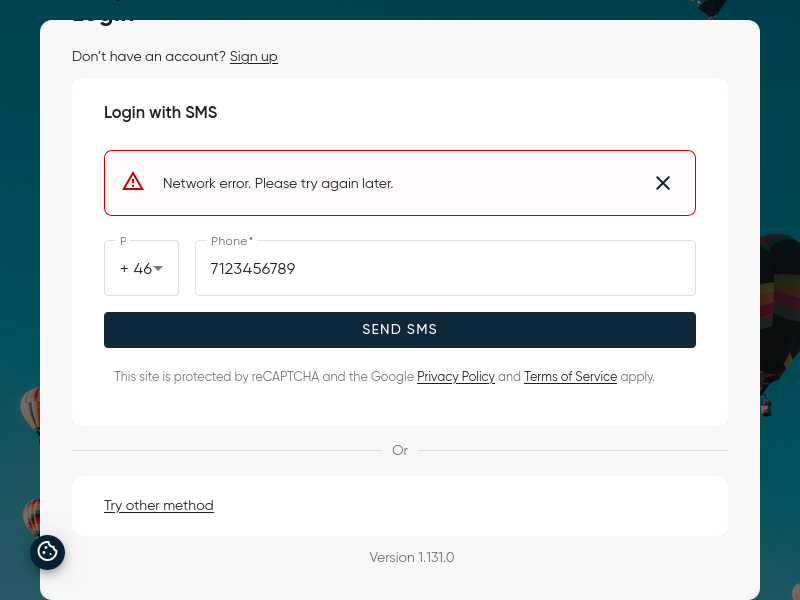 Login
Don't have an account? Sign up
Login with SMS
Network error. Please try again later.
P
Phone*
+ 46
7123456789
SEND SMS
This site is protected by reCAPTCHA and the Google Privacy Policy and Terms of Service apply.
Or
Try other method
Version 1.131.0